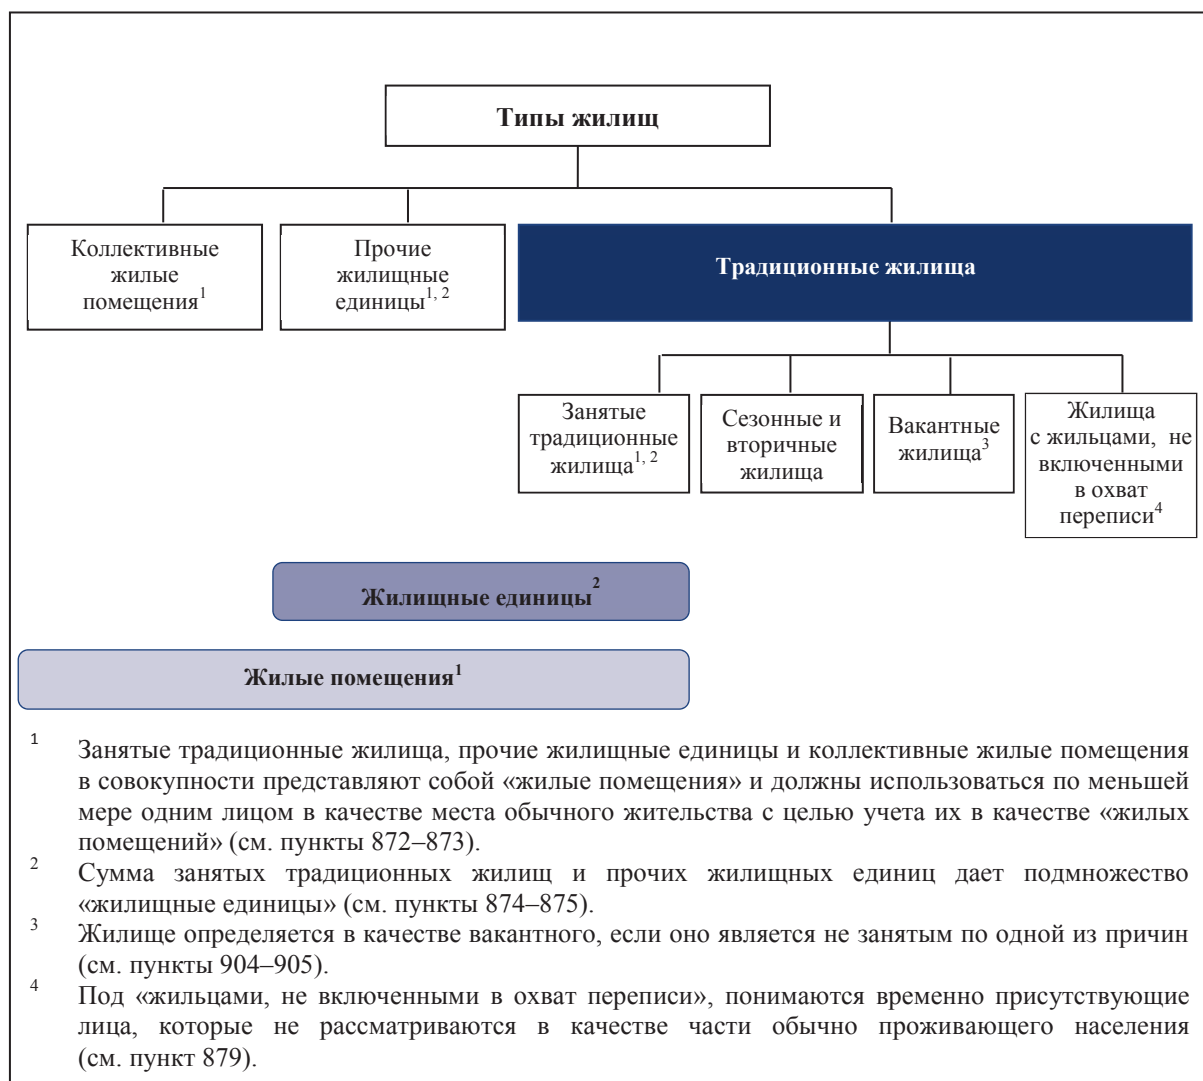 Типы жилищ
Коллективные
жилые
помещения1
Прочие
жилищные
единицы1, 2
Традиционные жилища
Занятые
традиционные
жилища1, 2
Сезонные и
вторичные
жилища
Вакантные
жилища3
Жилища
с жильцами, не
включенными
в охват
переписи4
Жилищные единицы2
Жилые помещения1
1 Занятые традиционные жилища, прочие жилищные единицы и коллективные жилые помещения
в совокупности представляют собой «жилые помещения» и должны использоваться по меньшей
мере одним лицом в качестве места обычного жительства с целью учета их в качестве «жилых
помещений» (см. пункты 872–873).
2 Сумма занятых традиционных жилищ и прочих жилищных единиц дает подмножество
«жилищные единицы» (см. пункты 874–875).
3 Жилище определяется в качестве вакантного, если оно является не занятым по одной из причин
(см. пункты 904–905).
4 Под «жильцами, не включенными в охват переписи», понимаются временно присутствующие
лица, которые не рассматриваются в качестве части обычно проживающего населения
(см. пункт 879).